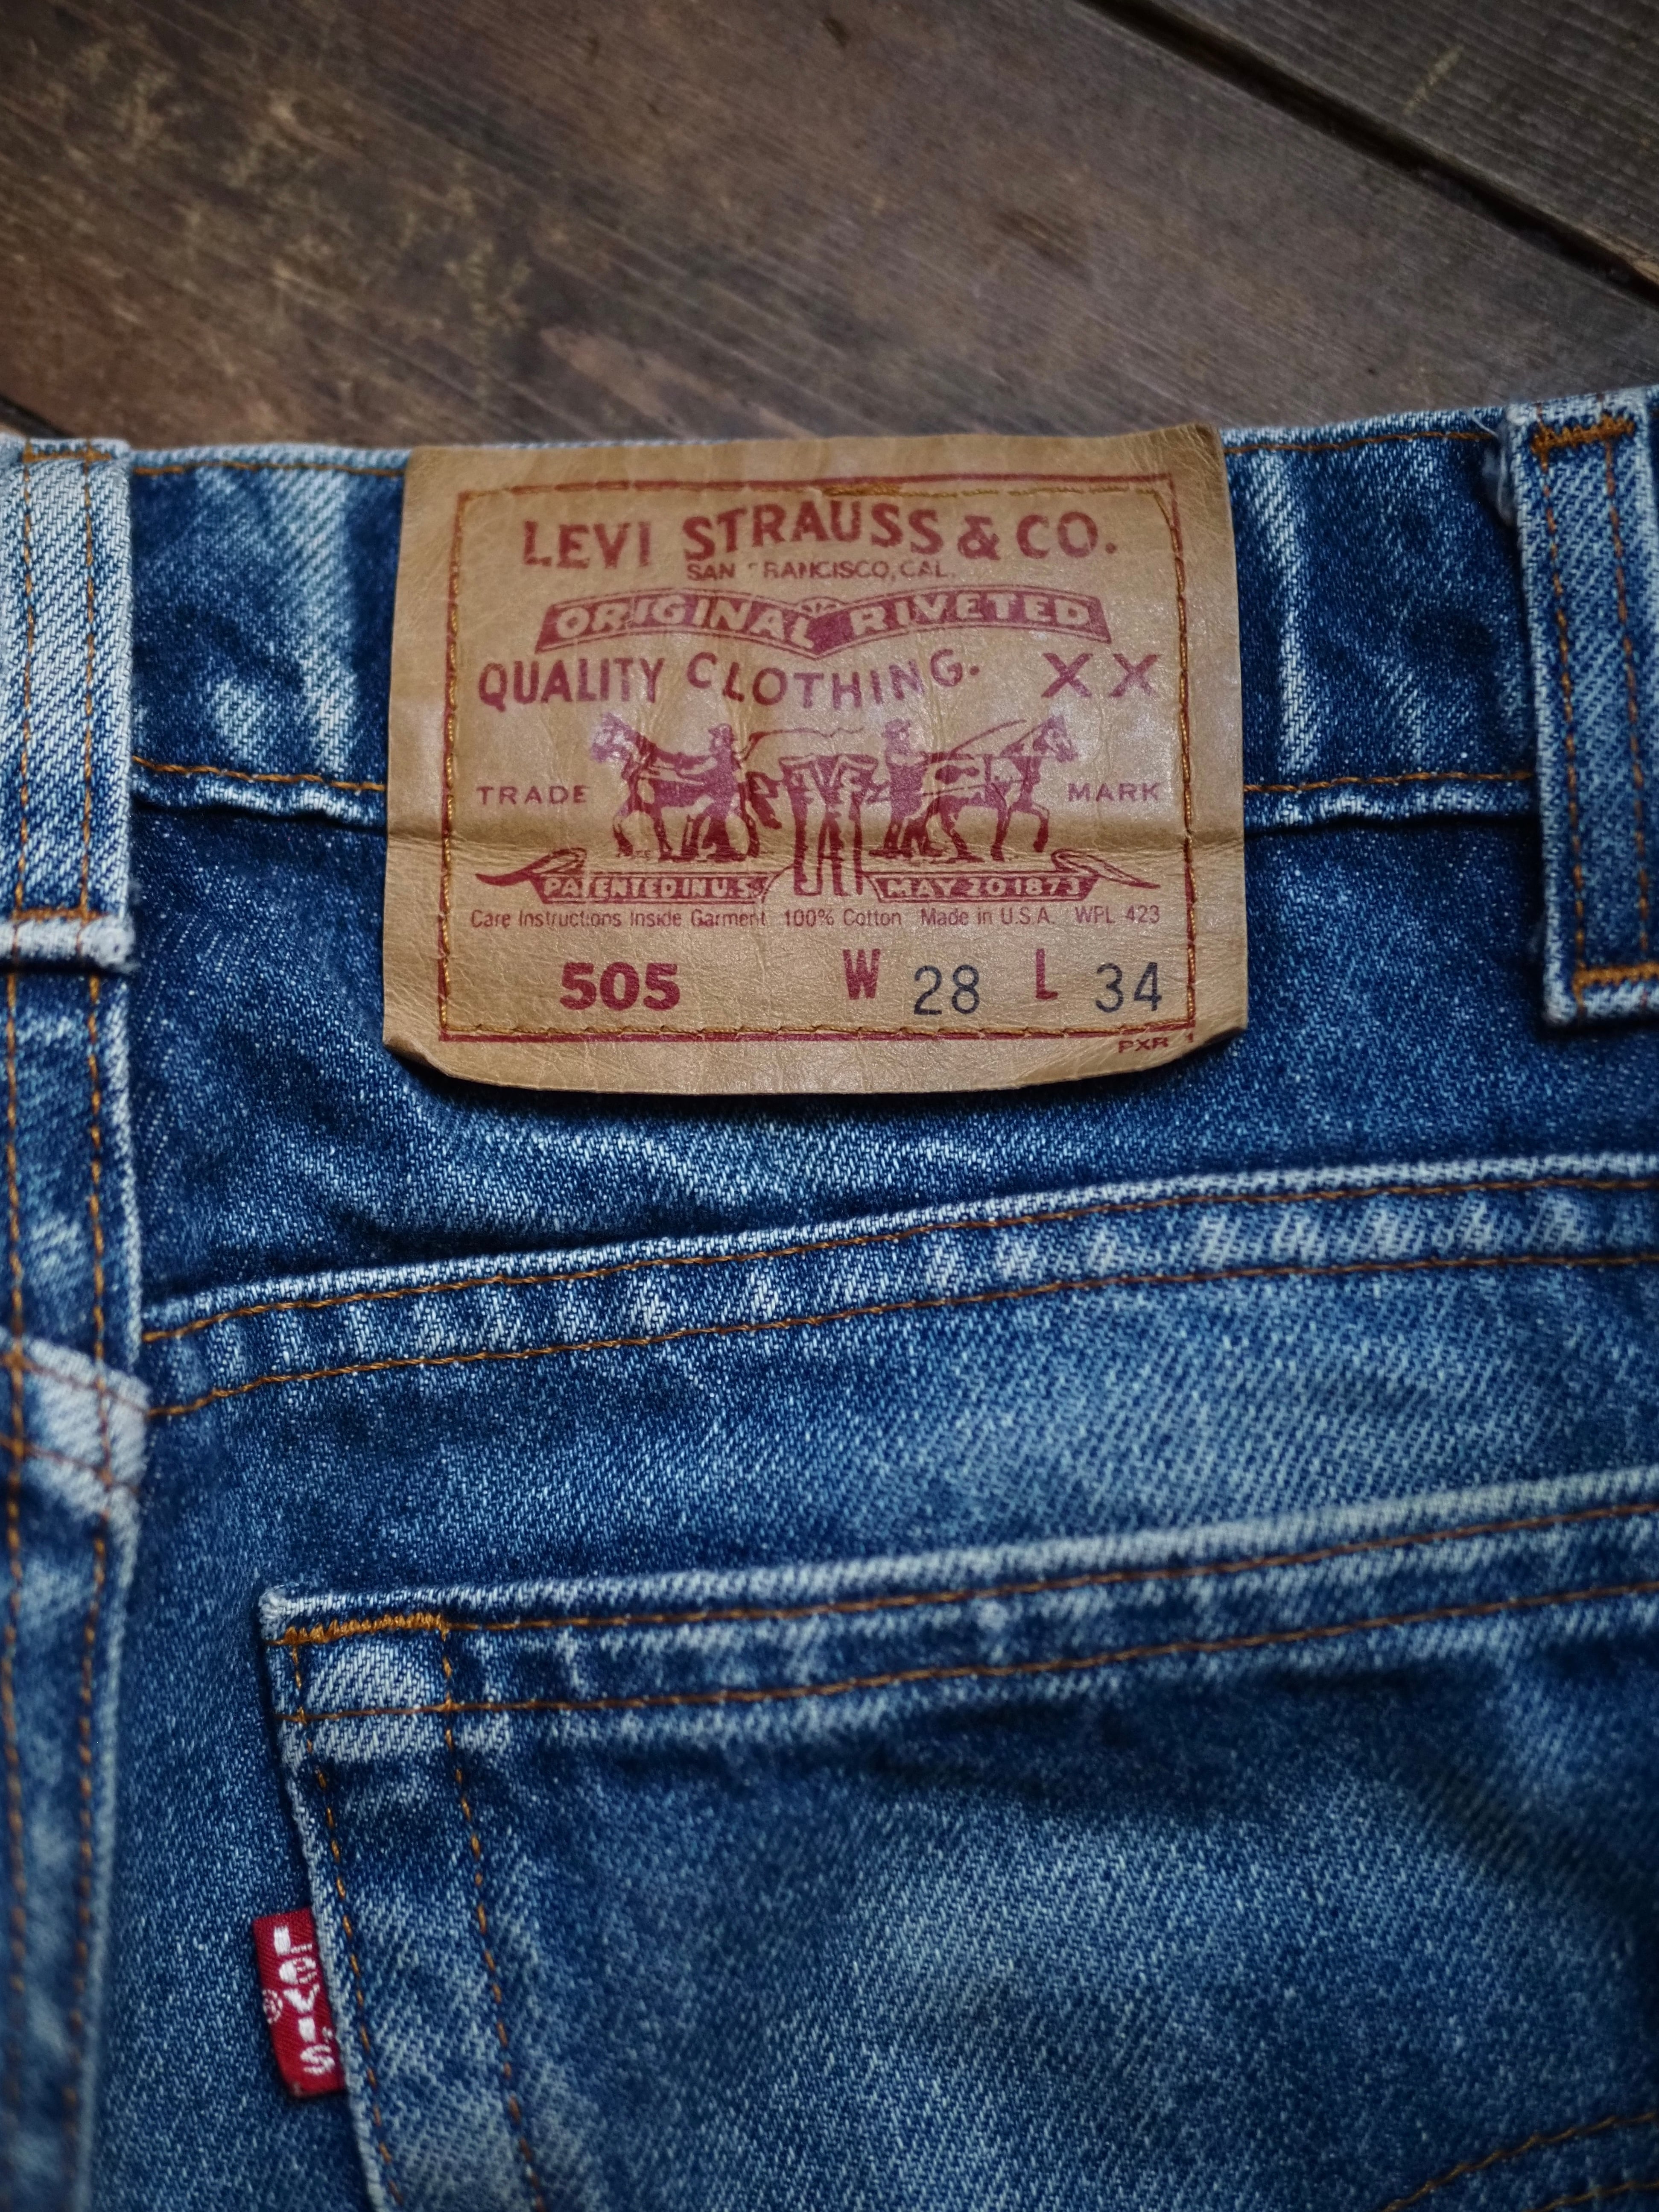 LEVI STRAUSS & CO.
SAN FRANCISCO, CAL.
ORIGINAL RIVETED
QUALITY CLOTHING. XX
TRADE MARK
PATENTED IN U.S. MAY 20 1873
Care Instructions Inside Garment 100% Cotton Made in U.S.A. WPL 423
505 W 28 L 34
PXR 1
LEVI'S
®